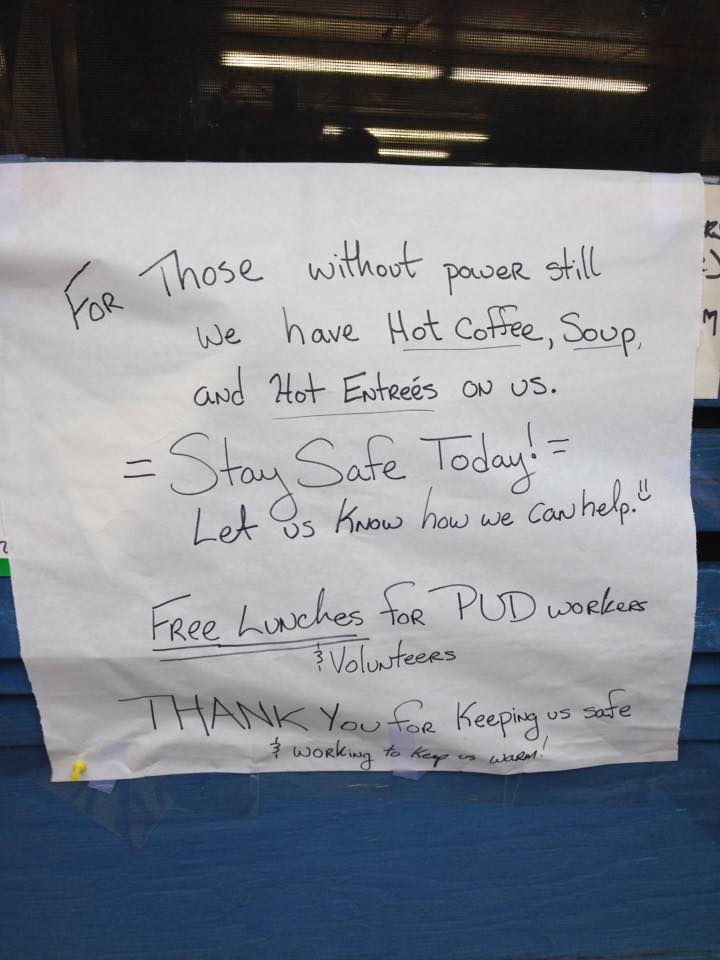 For Those without power still
we have Hot Coffee, Soup,
and Hot Entreés on us.
= Stay Safe Today! =
Let us know how we can help. :)
Free Lunches for PUD workers
& Volunteers
THANK You for Keeping us safe
& working to keep us warm!